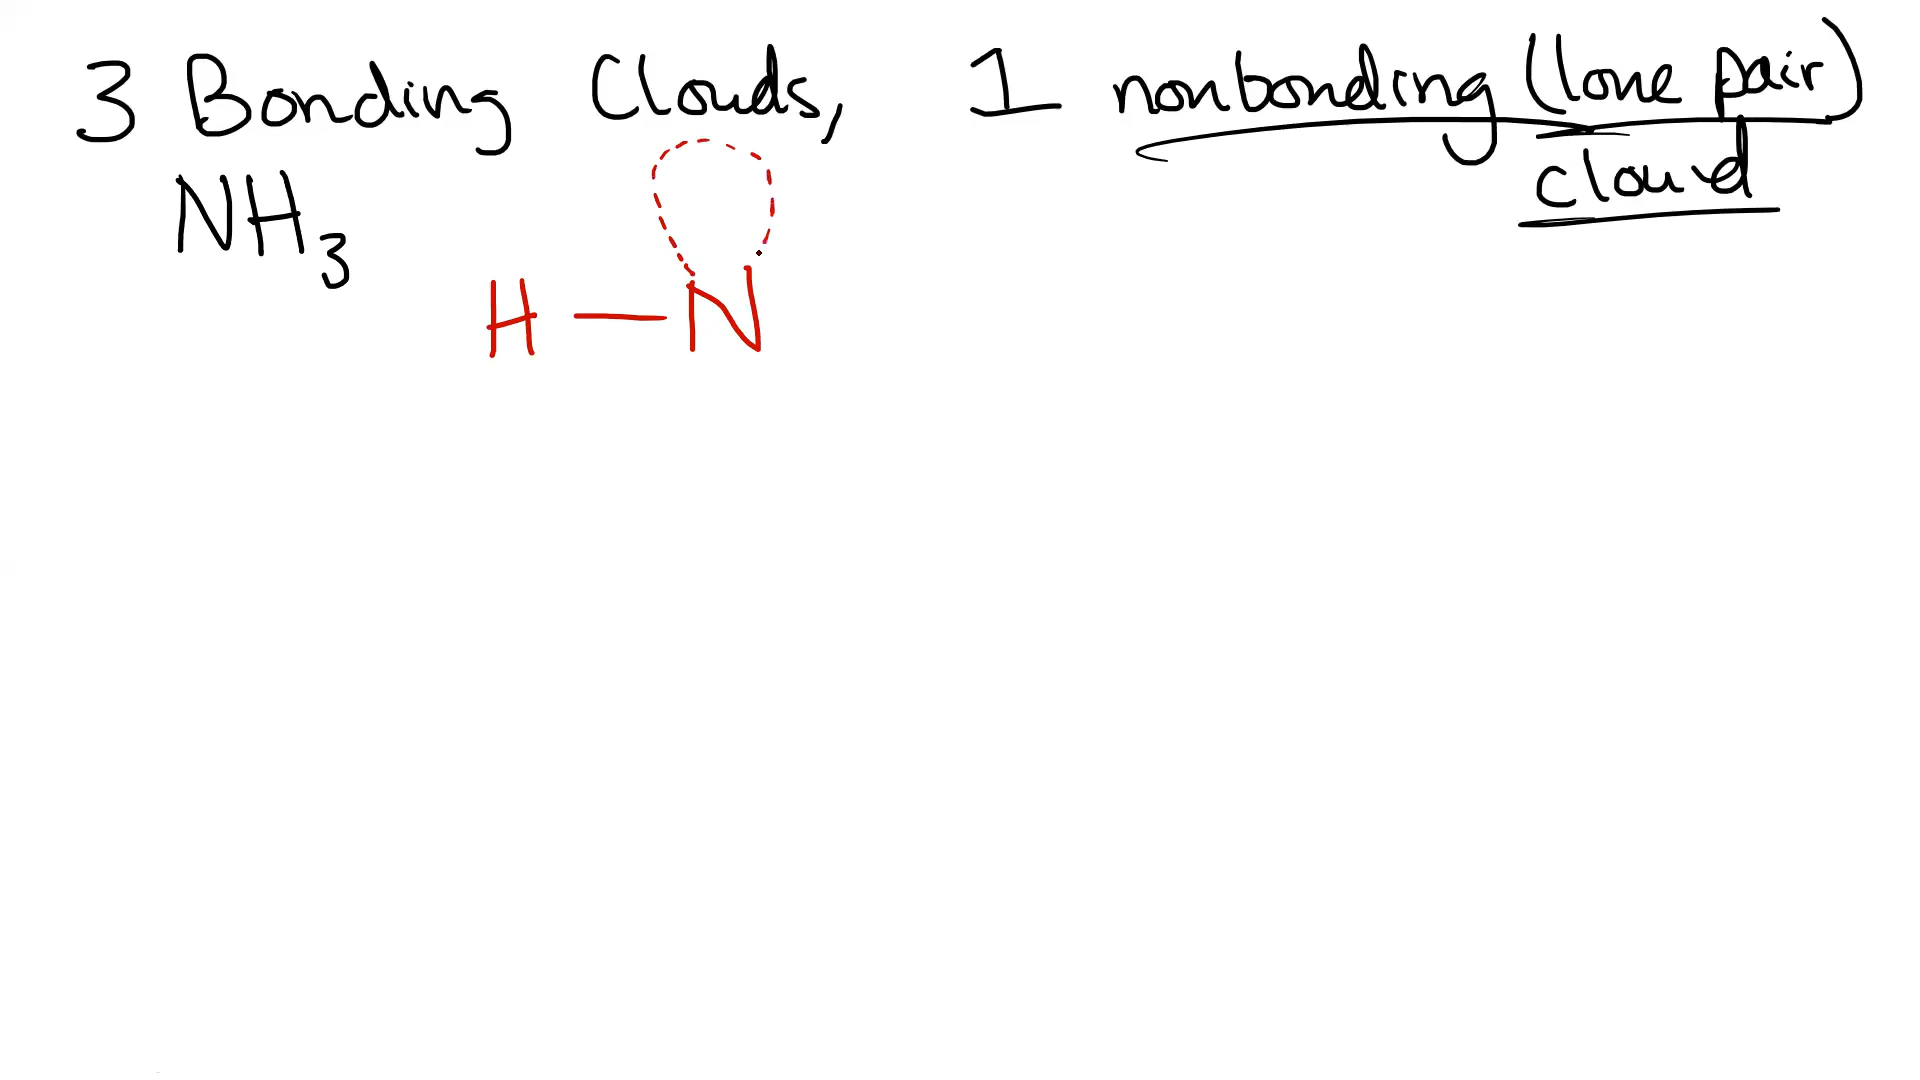 3 Bonding Clouds, 1 nonbonding (lone pair)
cloud
NH₃
H — N